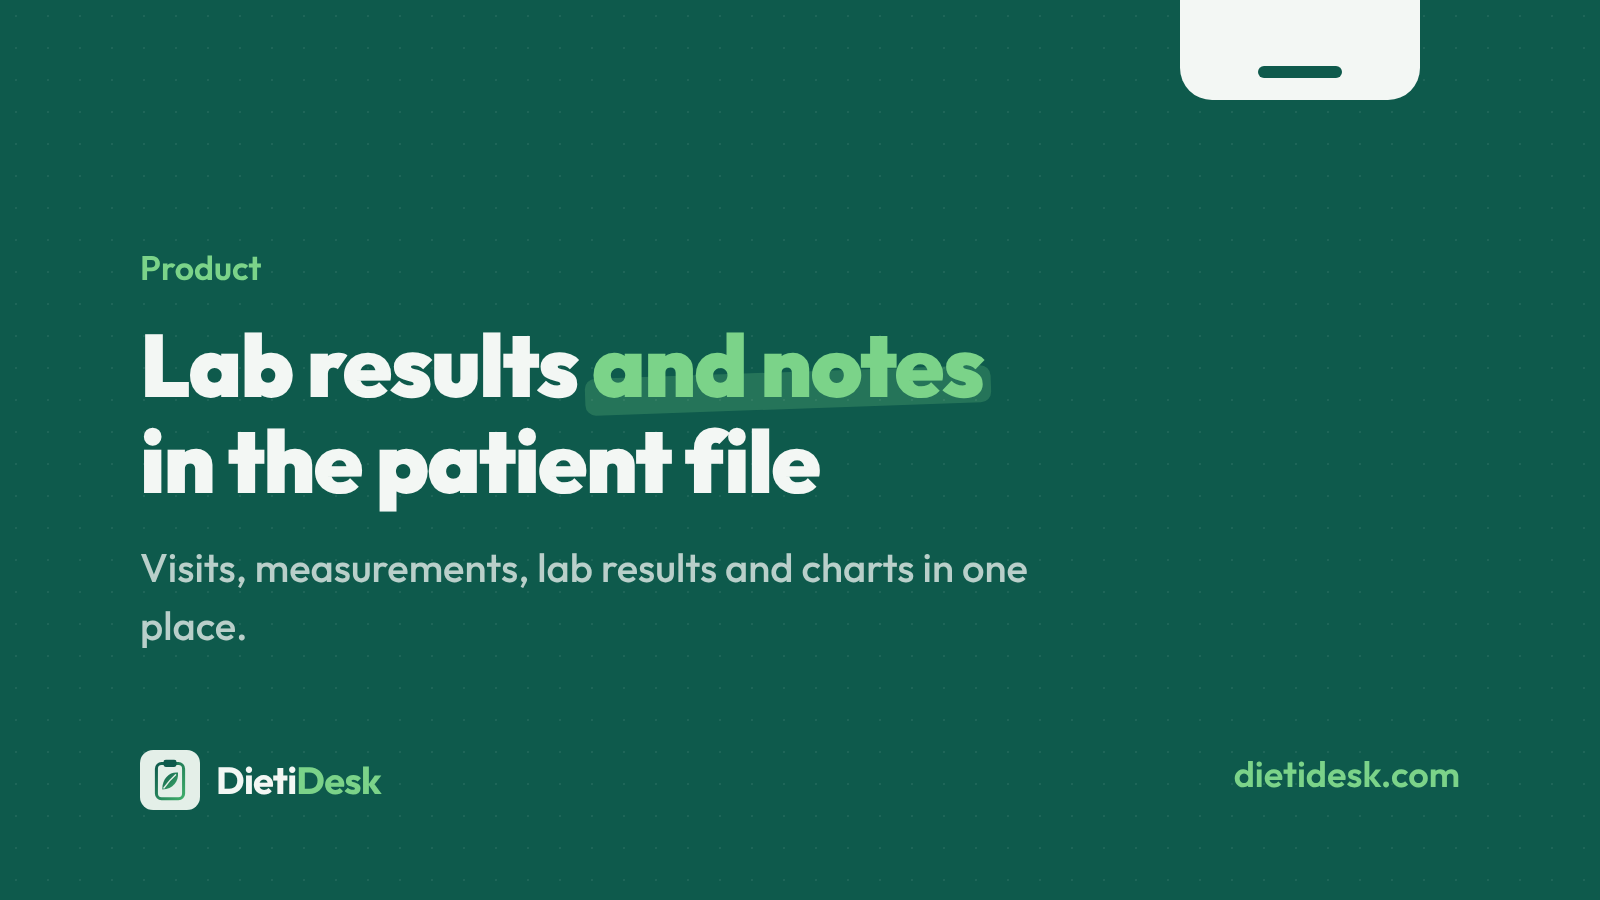 Product
Lab results and notes
in the patient file
Visits, measurements, lab results and charts in one
place.
DietiDesk
dietidesk.com